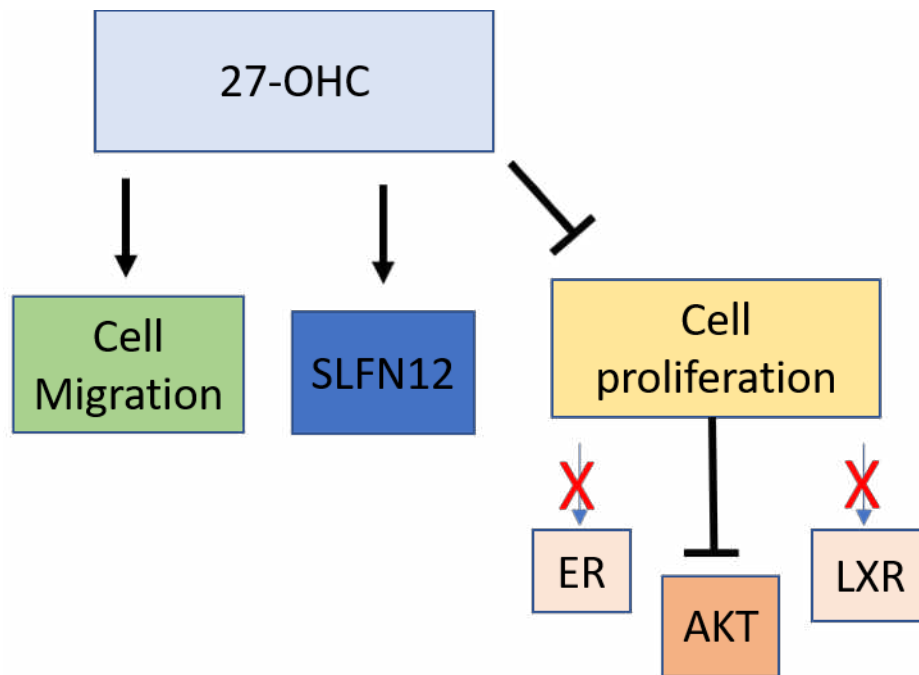 27-OHC
Cell
Migration
SLFN12
Cell
proliferation
X
X
ER
AKT
LXR